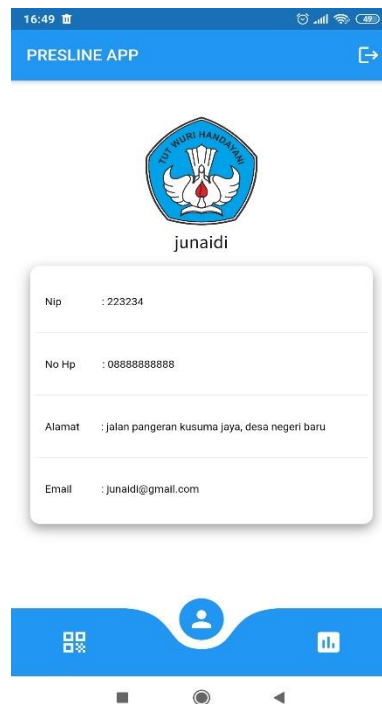 16:49 49
PRESLINE APP
TUT WURI HANDAYANI
junaidi
Nip : 223234
No Hp : 08888888888
Alamat : jalan pangeran kusuma jaya, desa negeri baru
Email : junaidi@gmail.com